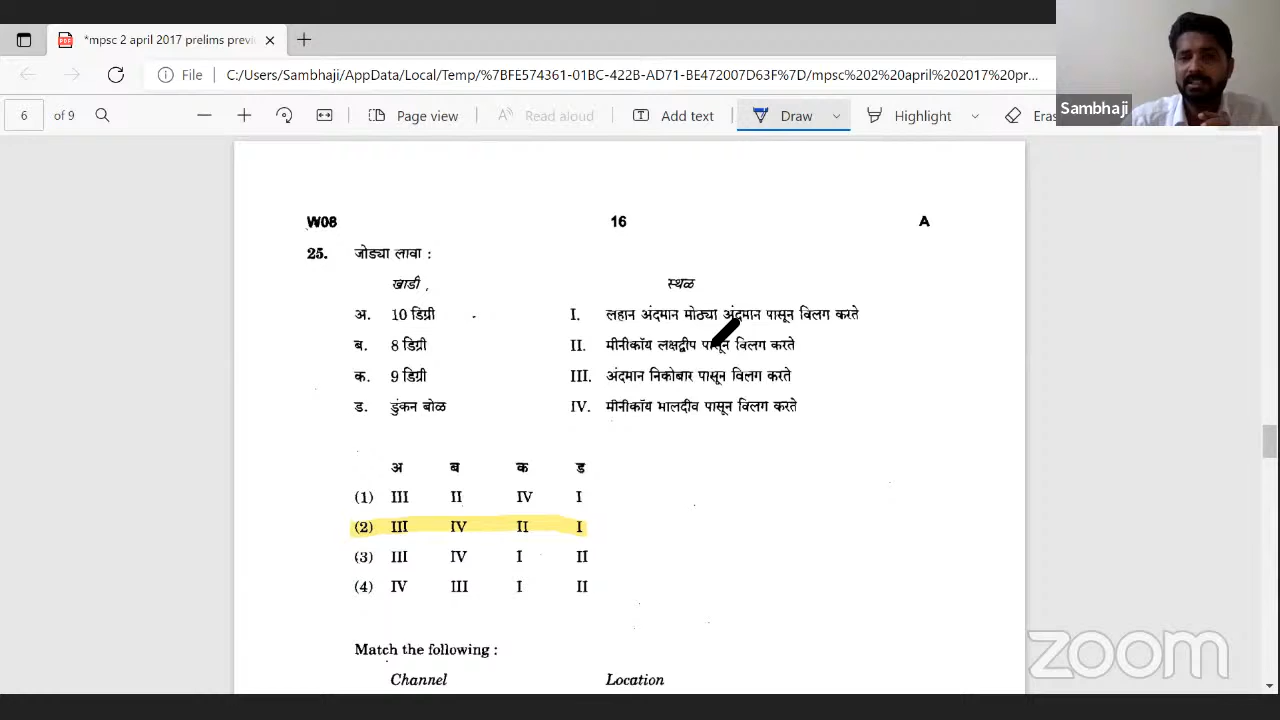 *mpsc 2 april 2017 prelims previ
File C:/Users/Sambhaji/AppData/Local/Temp/%7BFE574361-01BC-422B-AD71-BE472007D63F%7D/mpsc%202%20april%202017%20pr...
6 of 9 Page view Read aloud Add text Draw Highlight Eras
Sambhaji
W08 16 A
25. जोड्या लावा :
खाडी स्थळ
अ. 10 डिग्री I. लहान अंदमान मोठ्या अंदमान पासून विलग करते
ब. 8 डिग्री II. मीनीकॉय लक्षद्वीप पासून विलग करते
क. 9 डिग्री III. अंदमान निकोबार पासून विलग करते
ड. डुंकन बोळ IV. मीनीकॉय भालदीव पासून विलग करते
अ ब क ड
(1) III II IV I
(2) III IV II I
(3) III IV I II
(4) IV III I II
Match the following :
Channel Location
zoom